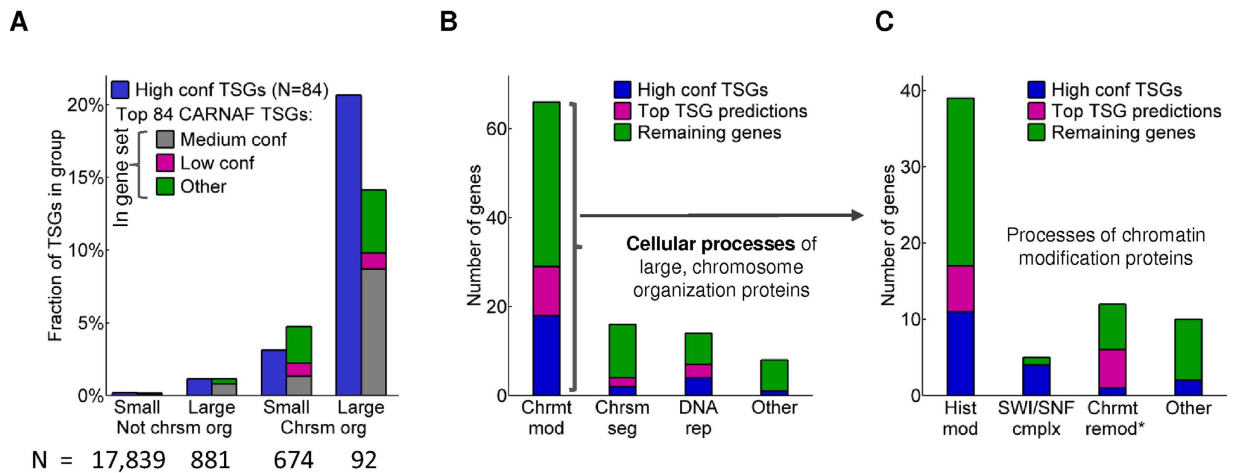 A
High conf TSGs (N=84)
Top 84 CARNAF TSGs:
In gene set
Medium conf
Low conf
Other
Fraction of TSGs in group
20%
15%
10%
5%
0%
Small Large Small Large
Not chrsm org Chrsm org
N = 17,839 881 674 92
B
High conf TSGs
Top TSG predictions
Remaining genes
Number of genes
60
40
20
0
Cellular processes of
large, chromosome
organization proteins
Chrmt Chrsm DNA Other
mod seg rep
C
High conf TSGs
Top TSG predictions
Remaining genes
Number of genes
40
30
20
10
0
Processes of chromatin
modification proteins
Hist SWI/SNF Chrmt Other
mod cmplx remod*